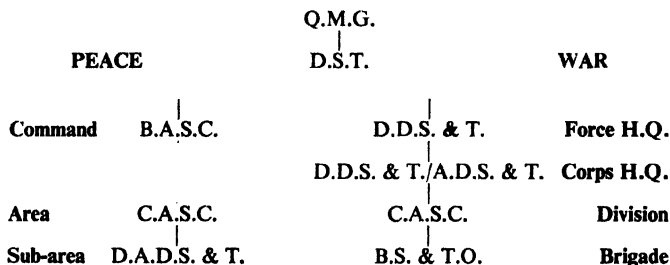 Q.M.G.
PEACE D.S.T. WAR
Command B.A.S.C. D.D.S. & T. Force H.Q.
D.D.S. & T./A.D.S. & T. Corps H.Q.
Area C.A.S.C. C.A.S.C. Division
Sub-area D.A.D.S. & T. B.S. & T.O. Brigade